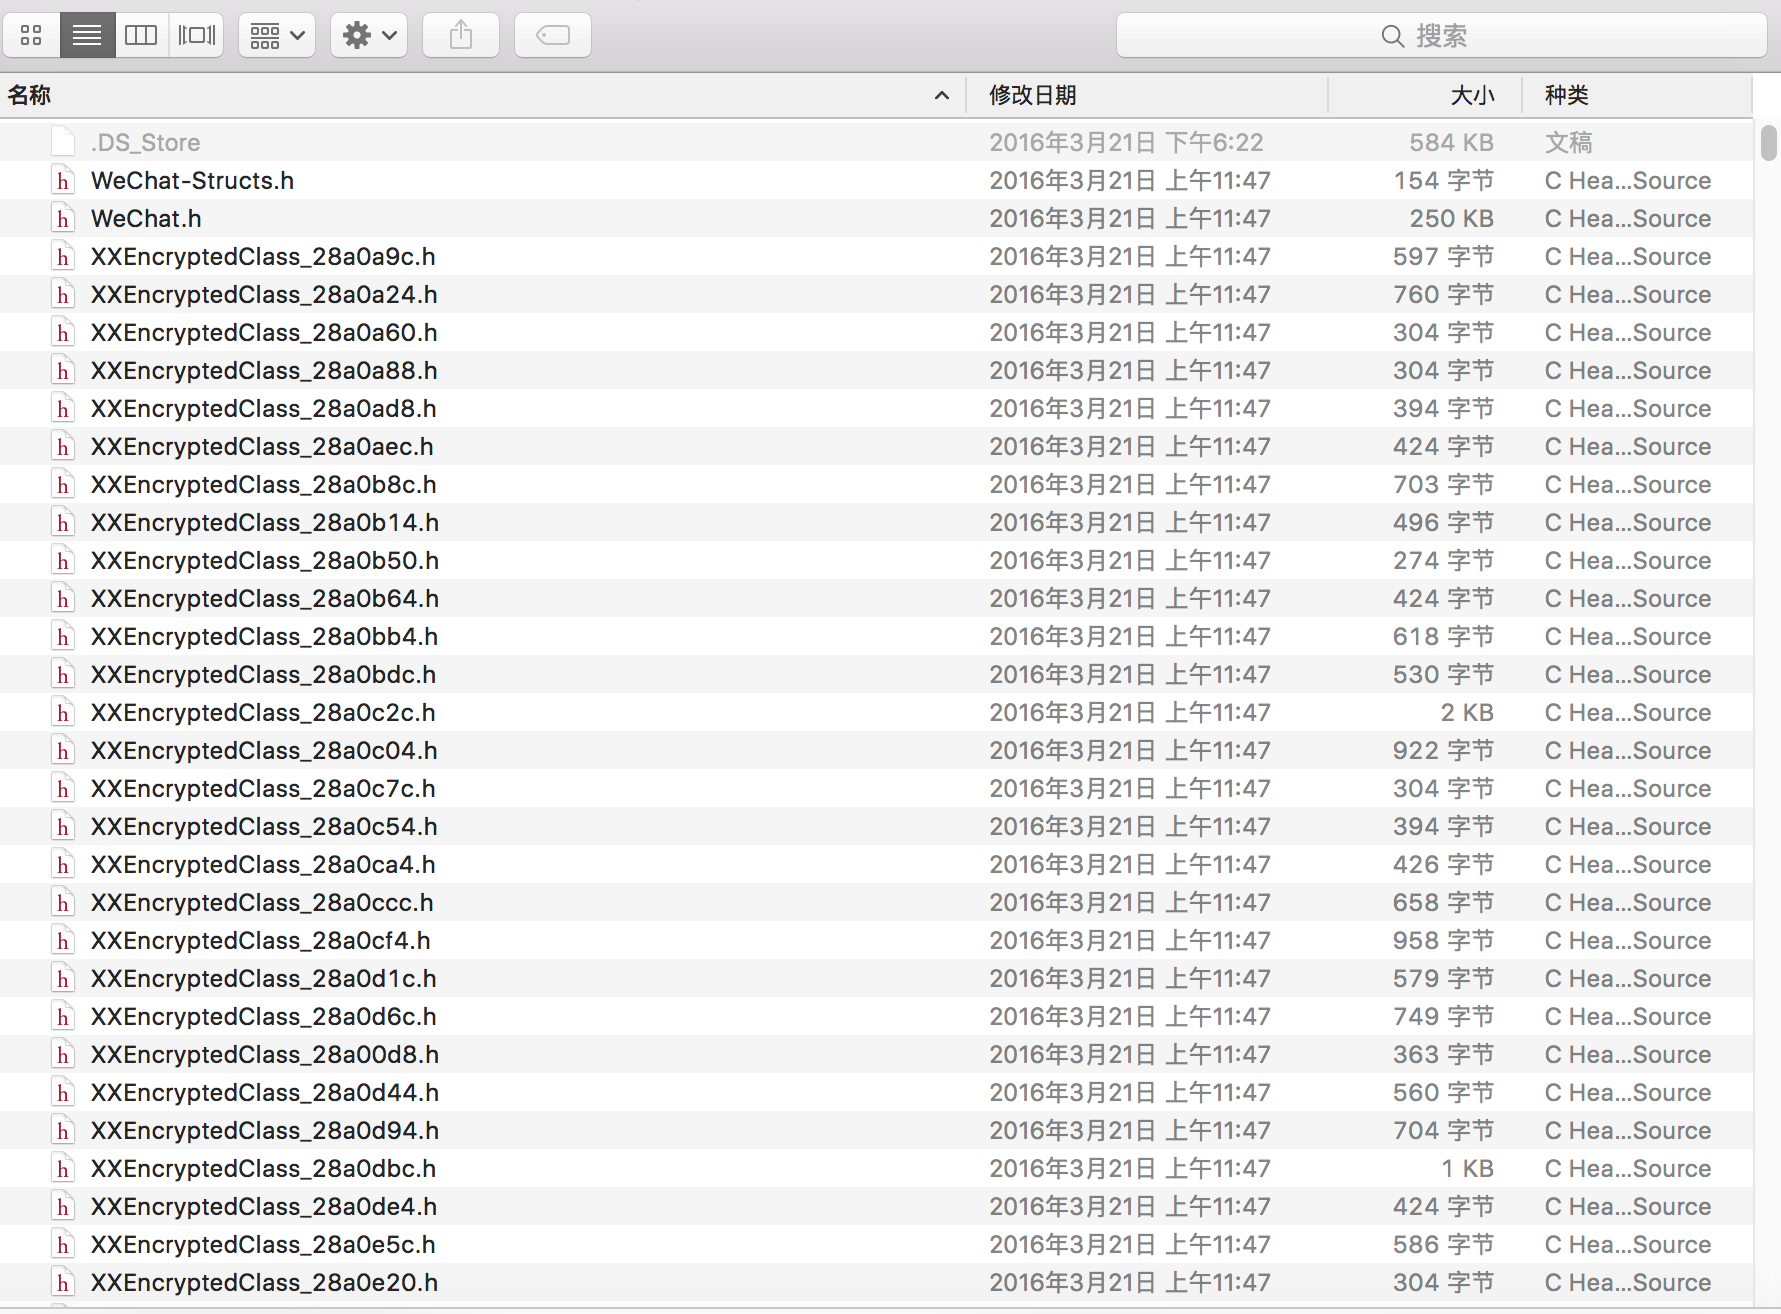 搜索
名称 修改日期 大小 种类
.DS_Store 2016年3月21日 下午6:22 584 KB 文稿
h WeChat-Structs.h 2016年3月21日 上午11:47 154 字节 C Hea...Source
h WeChat.h 2016年3月21日 上午11:47 250 KB C Hea...Source
h XXEncryptedClass_28a0a9c.h 2016年3月21日 上午11:47 597 字节 C Hea...Source
h XXEncryptedClass_28a0a24.h 2016年3月21日 上午11:47 760 字节 C Hea...Source
h XXEncryptedClass_28a0a60.h 2016年3月21日 上午11:47 304 字节 C Hea...Source
h XXEncryptedClass_28a0a88.h 2016年3月21日 上午11:47 304 字节 C Hea...Source
h XXEncryptedClass_28a0ad8.h 2016年3月21日 上午11:47 394 字节 C Hea...Source
h XXEncryptedClass_28a0aec.h 2016年3月21日 上午11:47 424 字节 C Hea...Source
h XXEncryptedClass_28a0b8c.h 2016年3月21日 上午11:47 703 字节 C Hea...Source
h XXEncryptedClass_28a0b14.h 2016年3月21日 上午11:47 496 字节 C Hea...Source
h XXEncryptedClass_28a0b50.h 2016年3月21日 上午11:47 274 字节 C Hea...Source
h XXEncryptedClass_28a0b64.h 2016年3月21日 上午11:47 424 字节 C Hea...Source
h XXEncryptedClass_28a0bb4.h 2016年3月21日 上午11:47 618 字节 C Hea...Source
h XXEncryptedClass_28a0bdc.h 2016年3月21日 上午11:47 530 字节 C Hea...Source
h XXEncryptedClass_28a0c2c.h 2016年3月21日 上午11:47 2 KB C Hea...Source
h XXEncryptedClass_28a0c04.h 2016年3月21日 上午11:47 922 字节 C Hea...Source
h XXEncryptedClass_28a0c7c.h 2016年3月21日 上午11:47 304 字节 C Hea...Source
h XXEncryptedClass_28a0c54.h 2016年3月21日 上午11:47 394 字节 C Hea...Source
h XXEncryptedClass_28a0ca4.h 2016年3月21日 上午11:47 426 字节 C Hea...Source
h XXEncryptedClass_28a0ccc.h 2016年3月21日 上午11:47 658 字节 C Hea...Source
h XXEncryptedClass_28a0cf4.h 2016年3月21日 上午11:47 958 字节 C Hea...Source
h XXEncryptedClass_28a0d1c.h 2016年3月21日 上午11:47 579 字节 C Hea...Source
h XXEncryptedClass_28a0d6c.h 2016年3月21日 上午11:47 749 字节 C Hea...Source
h XXEncryptedClass_28a00d8.h 2016年3月21日 上午11:47 363 字节 C Hea...Source
h XXEncryptedClass_28a0d44.h 2016年3月21日 上午11:47 560 字节 C Hea...Source
h XXEncryptedClass_28a0d94.h 2016年3月21日 上午11:47 704 字节 C Hea...Source
h XXEncryptedClass_28a0dbc.h 2016年3月21日 上午11:47 1 KB C Hea...Source
h XXEncryptedClass_28a0de4.h 2016年3月21日 上午11:47 424 字节 C Hea...Source
h XXEncryptedClass_28a0e5c.h 2016年3月21日 上午11:47 586 字节 C Hea...Source
h XXEncryptedClass_28a0e20.h 2016年3月21日 上午11:47 304 字节 C Hea...Source